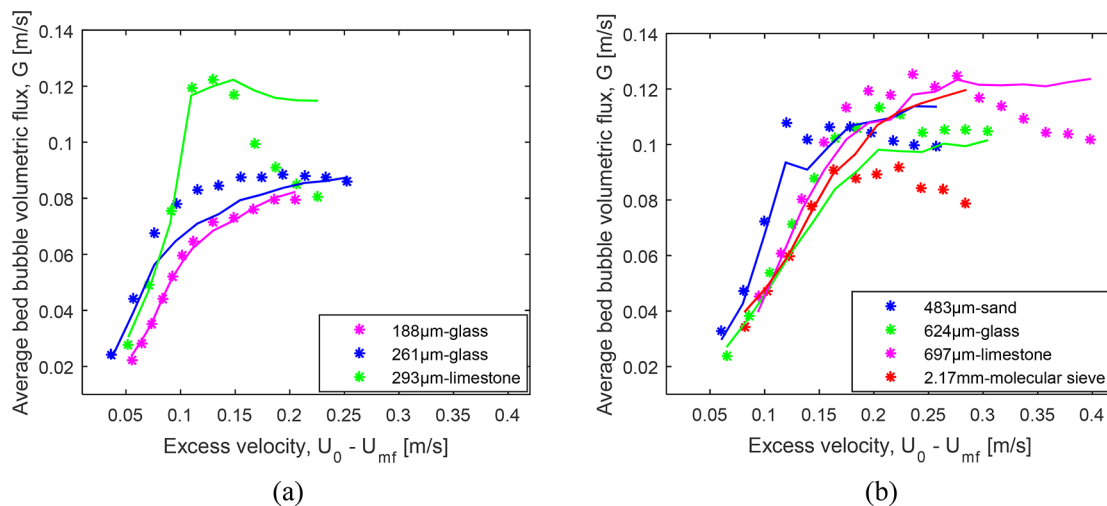 Average bed bubble volumetric flux, G [m/s]
0.14
0.12
0.1
0.08
0.06
0.04
0.02
188µm-glass
261µm-glass
293µm-limestone
0.05 0.1 0.15 0.2 0.25 0.3 0.35 0.4
Excess velocity, U0 - Umf [m/s]
(a)
Average bed bubble volumetric flux, G [m/s]
0.14
0.12
0.1
0.08
0.06
0.04
0.02
483µm-sand
624µm-glass
697µm-limestone
2.17mm-molecular sieve
0.05 0.1 0.15 0.2 0.25 0.3 0.35 0.4
Excess velocity, U0 - Umf [m/s]
(b)